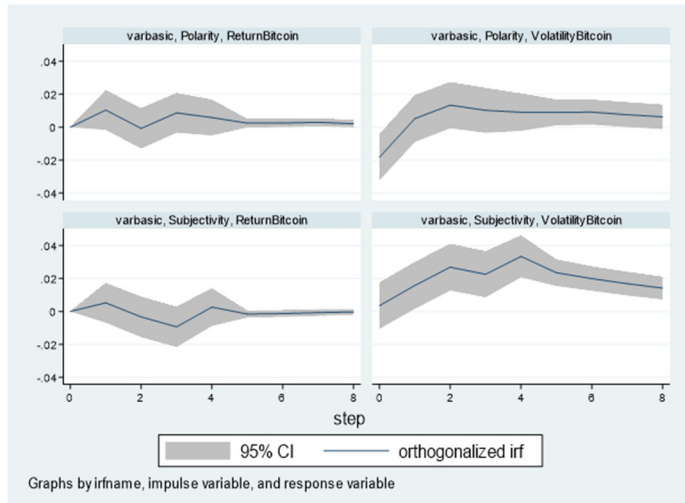 varbasic, Polarity, ReturnBitcoin
varbasic, Polarity, VolatilityBitcoin
.04
.02
0
-.02
-.04
varbasic, Subjectivity, ReturnBitcoin
varbasic, Subjectivity, VolatilityBitcoin
.04
.02
0
-.02
-.04
0 2 4 6 8 0 2 4 6 8
step
95% CI orthogonalized irf
Graphs by irfname, impulse variable, and response variable